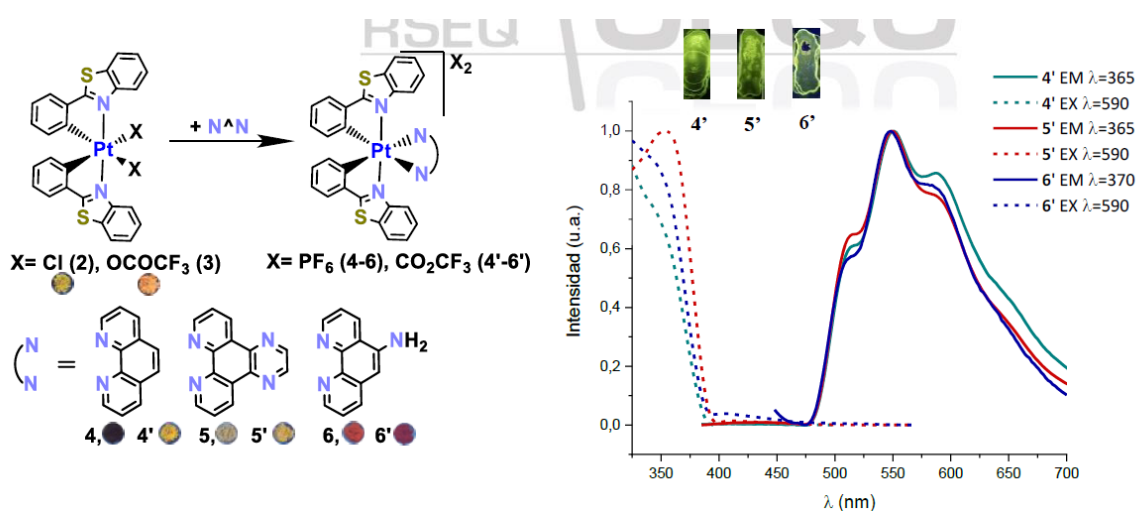 RSEQ
S
N
X
Pt
X
N
S
+ N^N
X₂
S
N
N
Pt
N
N
S
X= Cl (2), OCOCF₃ (3)
X= PF₆ (4-6), CO₂CF₃ (4'-6')
N
N
=
N
N
N
N
N
N
N
N
NH₂
4,
4'
5,
5'
6,
6'
4’
5’
6’
4' EM λ=365
4' EX λ=590
5' EM λ=365
5' EX λ=590
6' EM λ=370
6' EX λ=590
Intensidad (u.a.)
1,0
0,8
0,6
0,4
0,2
0,0
350
400
450
500
550
600
650
700
λ (nm)